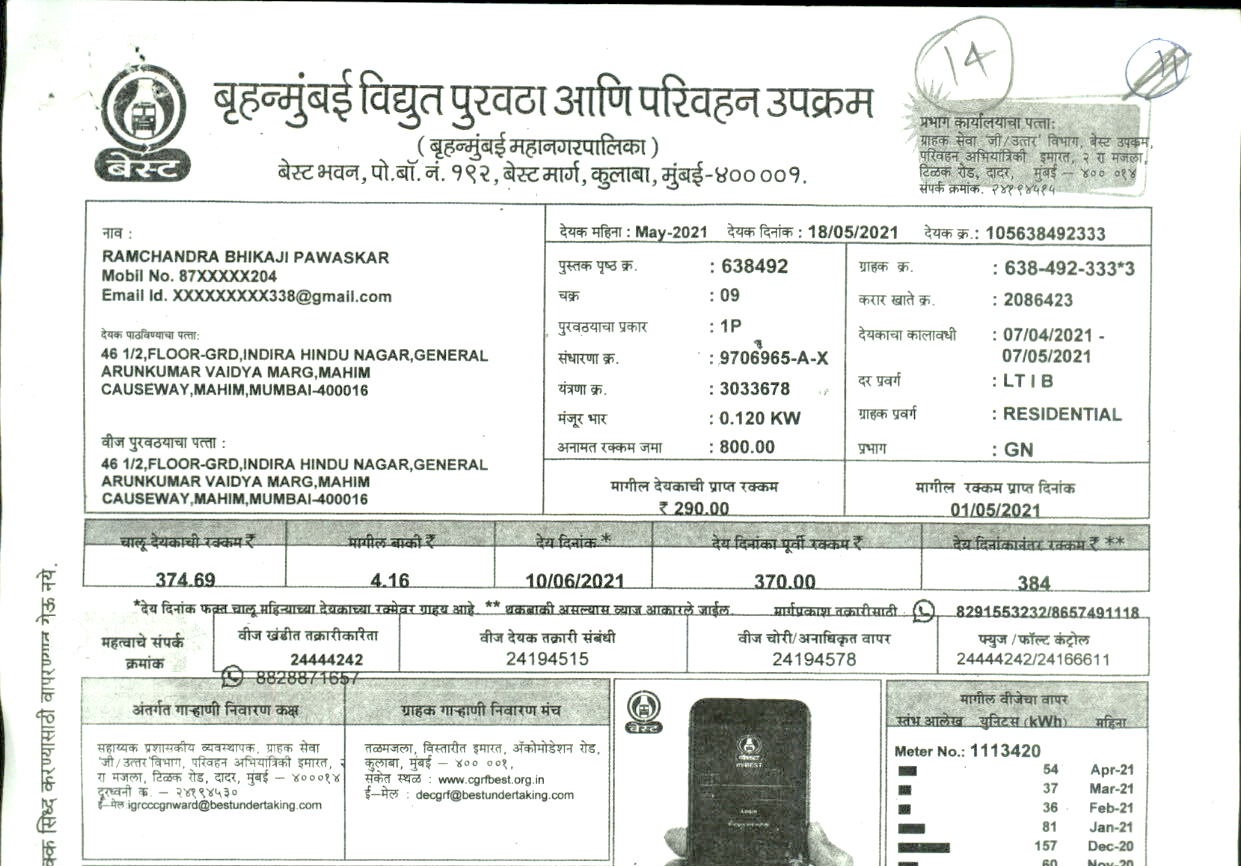 14
बेस्ट
बृहन्मुंबई विद्युत पुरवठा आणि परिवहन उपक्रम
( बृहन्मुंबई महानगरपालिका )
बेस्ट भवन, पो.बॉ. नं. १९२, बेस्ट मार्ग, कुलाबा, मुंबई-४०० ००१.
प्रभाग कार्यालयाचा पत्ता:
ग्राहक सेवा 'जी/उत्तर' विभाग, बेस्ट उपक्रम,
परिवहन अभियांत्रिकी इमारत, २ रा मजला,
टिळक रोड, दादर, मुंबई – ४०० ०१४
संपर्क क्रमांक. २४१९४५१५
नाव :
RAMCHANDRA BHIKAJI PAWASKAR
Mobil No. 87XXXXX204
Email Id. XXXXXXXXX338@gmail.com
देयक पाठविण्याचा पत्ता:
46 1/2,FLOOR-GRD,INDIRA HINDU NAGAR,GENERAL
ARUNKUMAR VAIDYA MARG,MAHIM
CAUSEWAY,MAHIM,MUMBAI-400016
वीज पुरवठयाचा पत्ता :
46 1/2,FLOOR-GRD,INDIRA HINDU NAGAR,GENERAL
ARUNKUMAR VAIDYA MARG,MAHIM
CAUSEWAY,MAHIM,MUMBAI-400016
देयक महिना : May-2021 देयक दिनांक : 18/05/2021 देयक क्र.: 105638492333
पुस्तक पृष्ठ क्र. : 638492
चक्र : 09
पुरवठयाचा प्रकार : 1P
संधारणा क्र. : 9706965-A-X
यंत्रणा क्र. : 3033678
मंजूर भार : 0.120 KW
अनामत रक्कम जमा : 800.00
ग्राहक क्र. : 638-492-333*3
करार खाते क्र. : 2086423
देयकाचा कालावधी : 07/04/2021 -
07/05/2021
दर प्रवर्ग : LT I B
ग्राहक प्रवर्ग : RESIDENTIAL
प्रभाग : GN
मागील देयकाची प्राप्त रक्कम
₹ 290.00
मागील रक्कम प्राप्त दिनांक
01/05/2021
चालू देयकाची रक्कम ₹ मागील बाकी ₹ देय दिनांक * देय दिनांका पूर्वी रक्कम ₹ देय दिनांकानंतर रक्कम ₹ **
374.69 4.16 10/06/2021 370.00 384
*देय दिनांक फक्त चालू महिन्याच्या देयकाच्या रक्मेवर ग्राहय आहे. ** थकबाकी असल्यास व्याज आकारले जाईल. मार्गप्रकाश तक्रारीसाठी 8291553232/8657491118
महत्वाचे संपर्क
क्रमांक
वीज खंडीत तक्रारीकरिता
24444242
8828871657
वीज देयक तक्रारी संबंधी
24194515
वीज चोरी/अनाधिकृत वापर
24194578
फ्युज /फॉल्ट कंट्रोल
24444242/24166611
अंतर्गत गाऱ्हाणी निवारण कक्ष
सहाय्यक प्रशासकीय व्यवस्थापक, ग्राहक सेवा
'जी/उत्तर'विभाग, परिवहन अभियांत्रिकी इमारत, २
रा मजला, टिळक रोड, दादर, मुंबई – ४०००१४
दूरध्वनी क. – २४१९४५३०
ई–मेल igrcccgnward@bestundertaking.com
ग्राहक गाऱ्हाणी निवारण मंच
तळमजला, विस्तारीत इमारत, ॲकोमोडेशन रोड,
कुलाबा, मुंबई – ४०० ००१,
संकेत स्थळ : www.cgrfbest.org.in
ई–मेल : decgrf@bestundertaking.com
बेस्ट
मागील वीजेचा वापर
स्तंभ आलेख युनिटस (kWh) महिना
Meter No.: 1113420
54 Apr-21
37 Mar-21
36 Feb-21
81 Jan-21
157 Dec-20
60 Nov-20